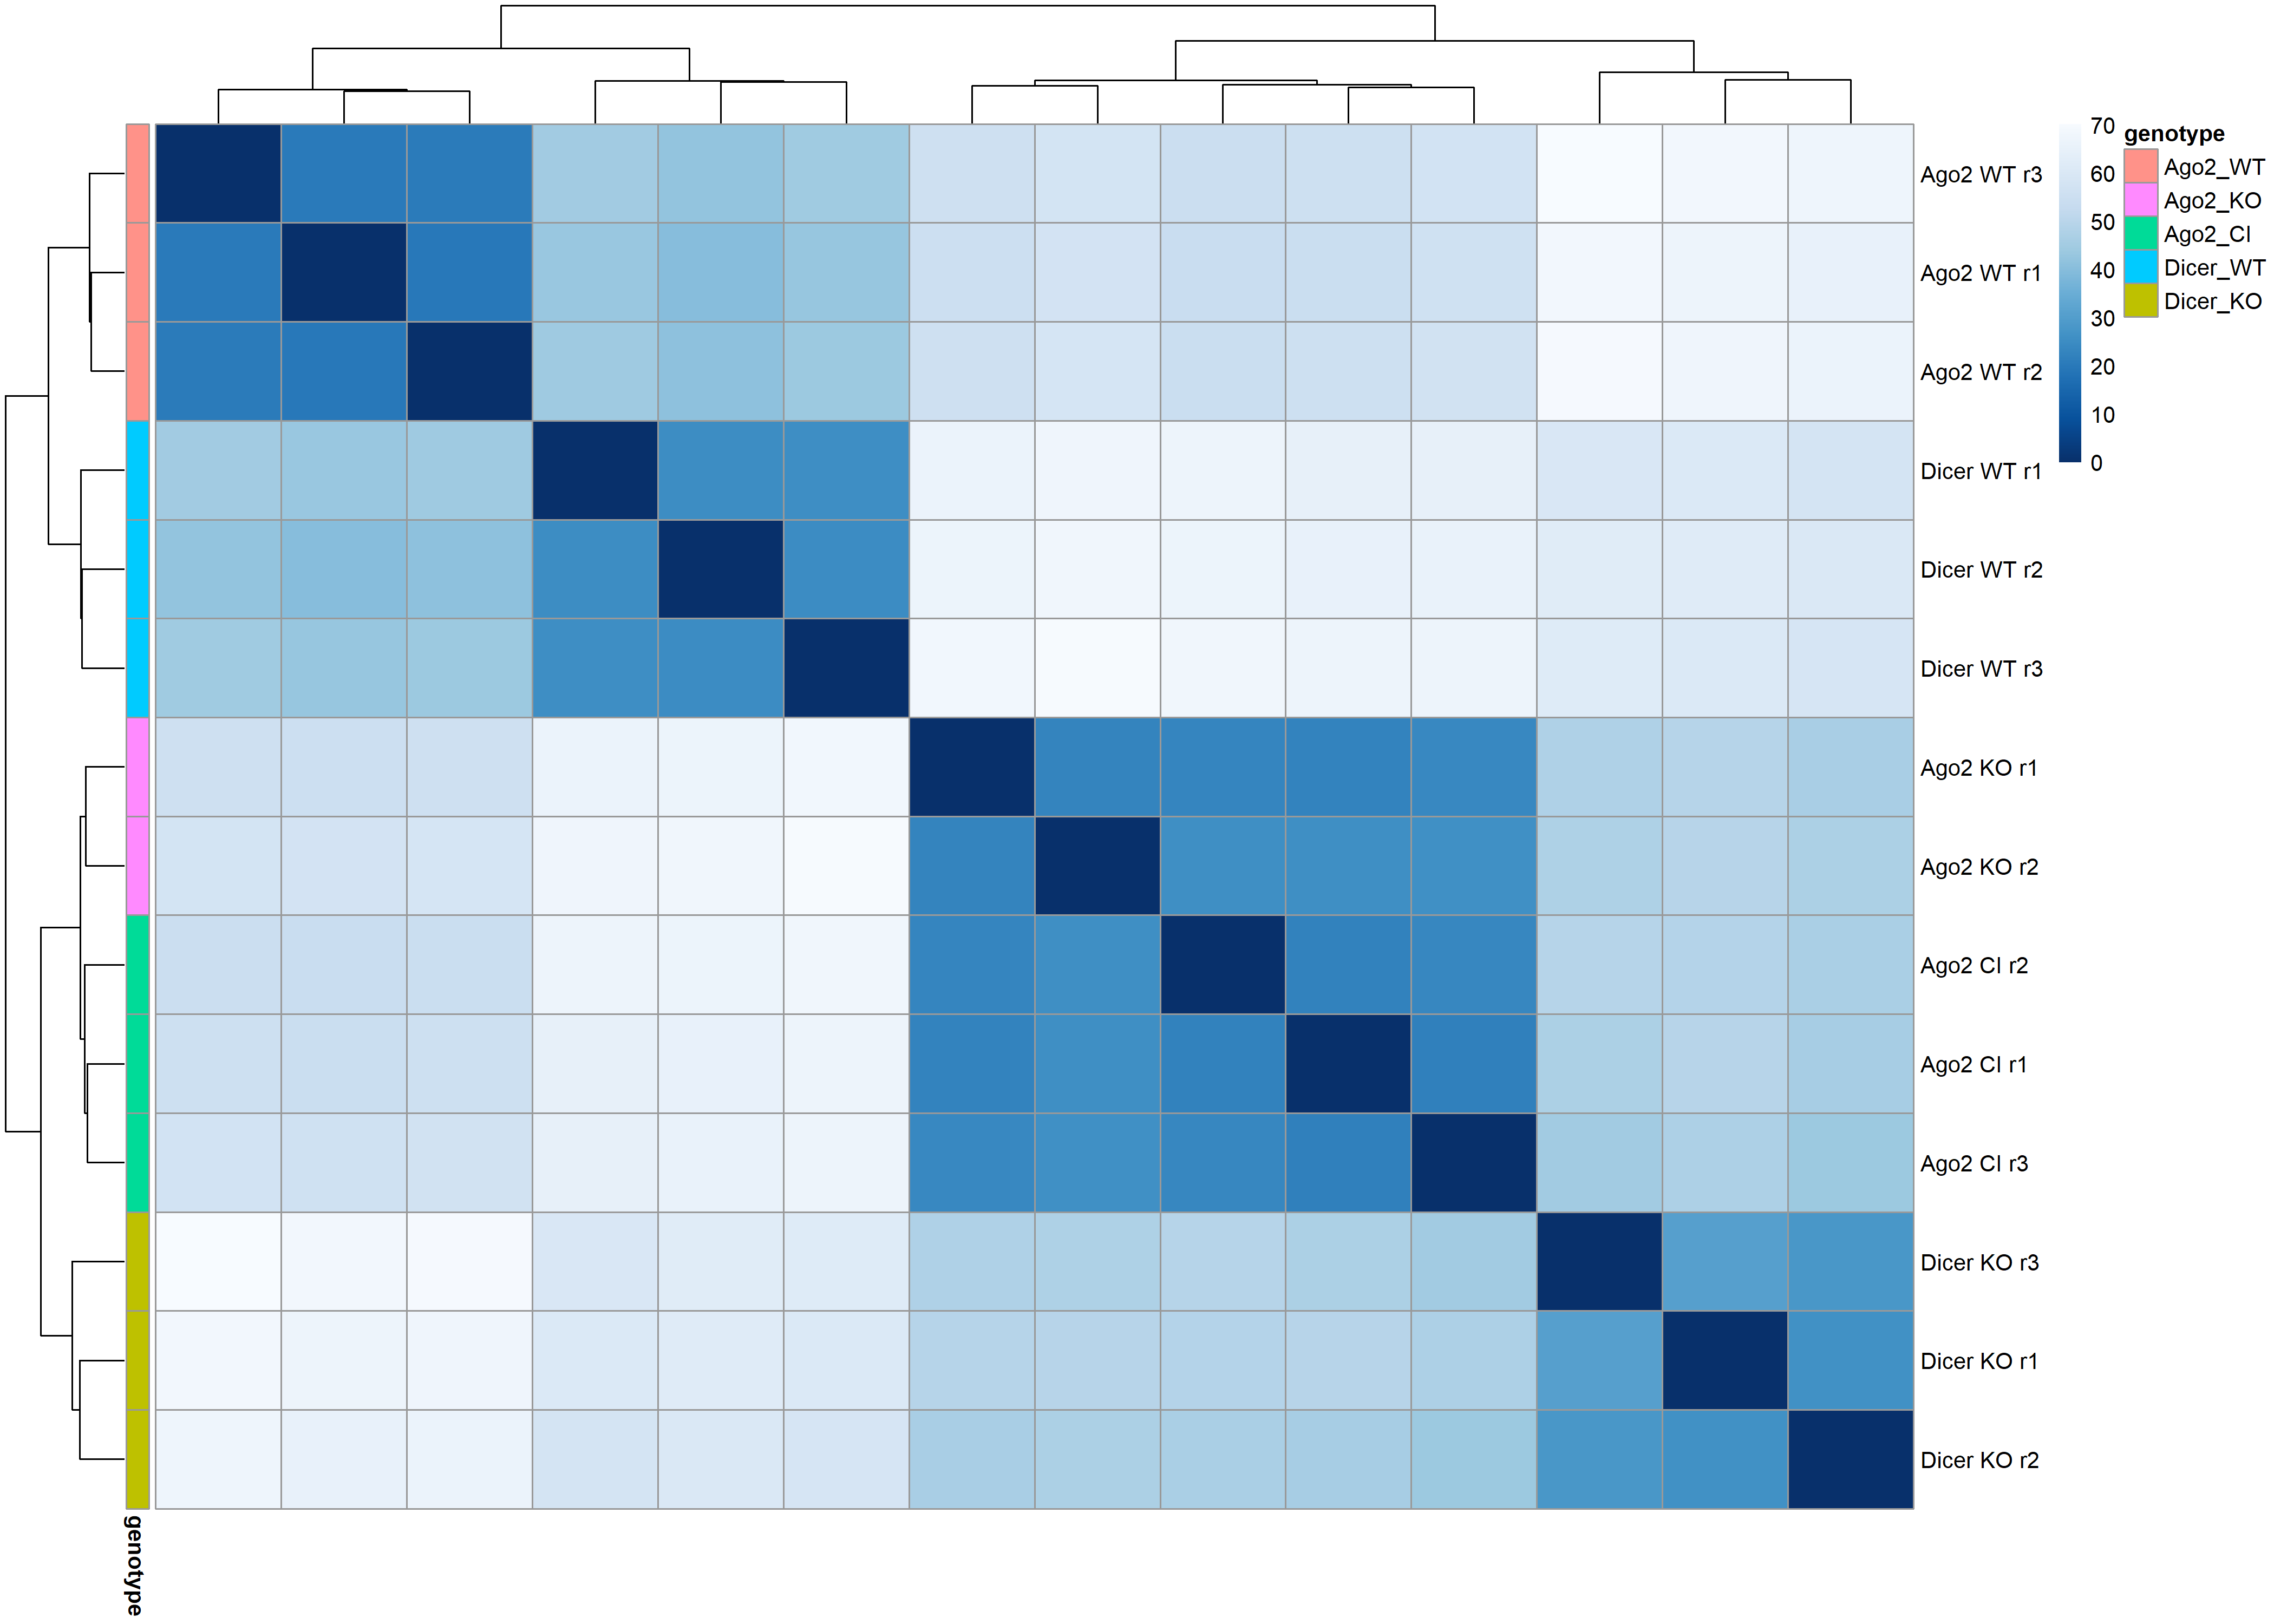 Ago2 WT r3
Ago2 WT r1
Ago2 WT r2
Dicer WT r1
Dicer WT r2
Dicer WT r3
Ago2 KO r1
Ago2 KO r2
Ago2 CI r2
Ago2 CI r1
Ago2 CI r3
Dicer KO r3
Dicer KO r1
Dicer KO r2
genotype
70
60
50
40
30
20
10
0
genotype
Ago2_WT
Ago2_KO
Ago2_CI
Dicer_WT
Dicer_KO